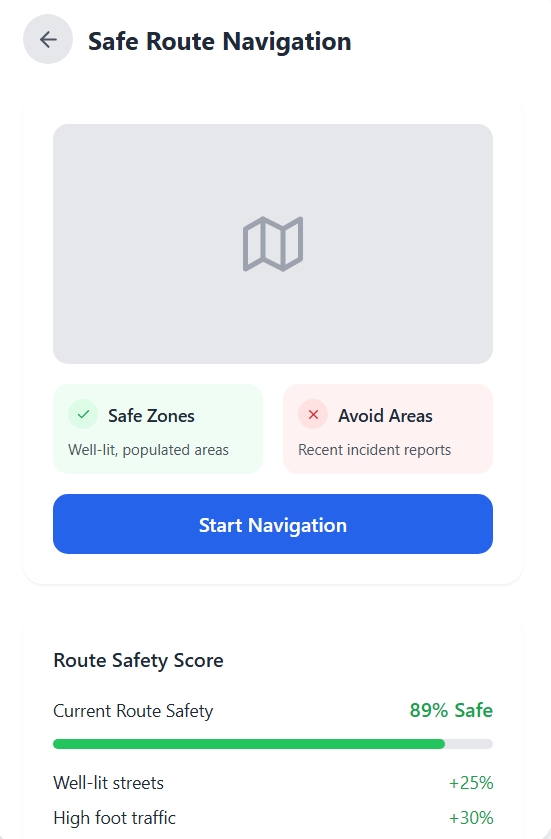 Safe Route Navigation
Safe Zones
Well-lit, populated areas
Avoid Areas
Recent incident reports
Start Navigation
Route Safety Score
Current Route Safety 89% Safe
Well-lit streets +25%
High foot traffic +30%